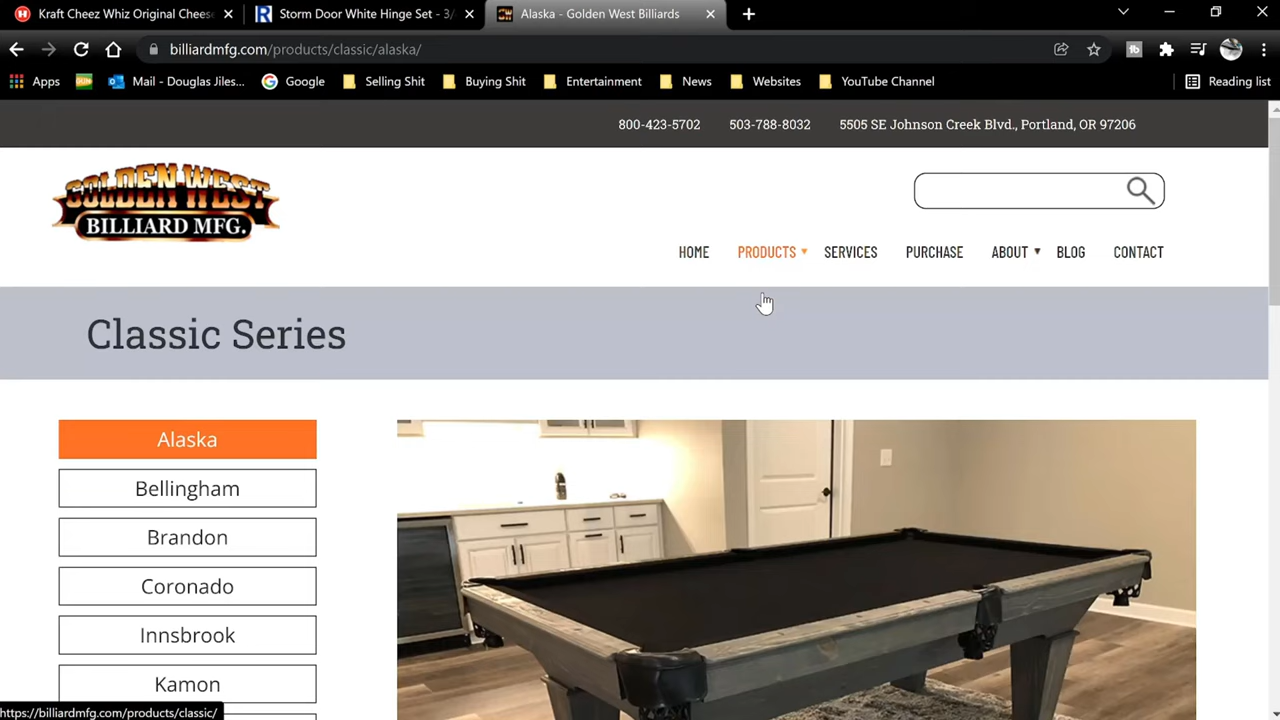 Kraft Cheez Whiz Original Cheese
Storm Door White Hinge Set - 3/
Alaska - Golden West Billiards
billiardmfg.com/products/classic/alaska/
Apps
Mail - Douglas Jiles...
Google
Selling Shit
Buying Shit
Entertainment
News
Websites
YouTube Channel
Reading list
800-423-5702
503-788-8032
5505 SE Johnson Creek Blvd., Portland, OR 97206
GOLDEN WEST
BILLIARD MFG.
HOME
PRODUCTS
SERVICES
PURCHASE
ABOUT
BLOG
CONTACT
Classic Series
Alaska
Bellingham
Brandon
Coronado
Innsbrook
Kamon
https://billiardmfg.com/products/classic/